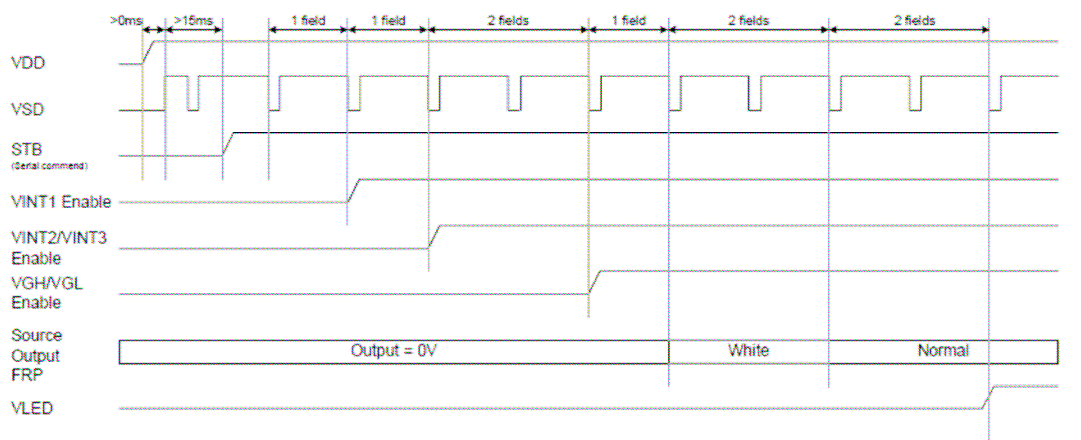 >0ms >15ms 1 field 1 field 2 fields 1 field 2 fields 2 fields
VDD
VSD
STB
(Serial commend)
VINT1 Enable
VINT2/VINT3
Enable
VGH/VGL
Enable
Source
Output
FRP
Output = 0V White Normal
VLED